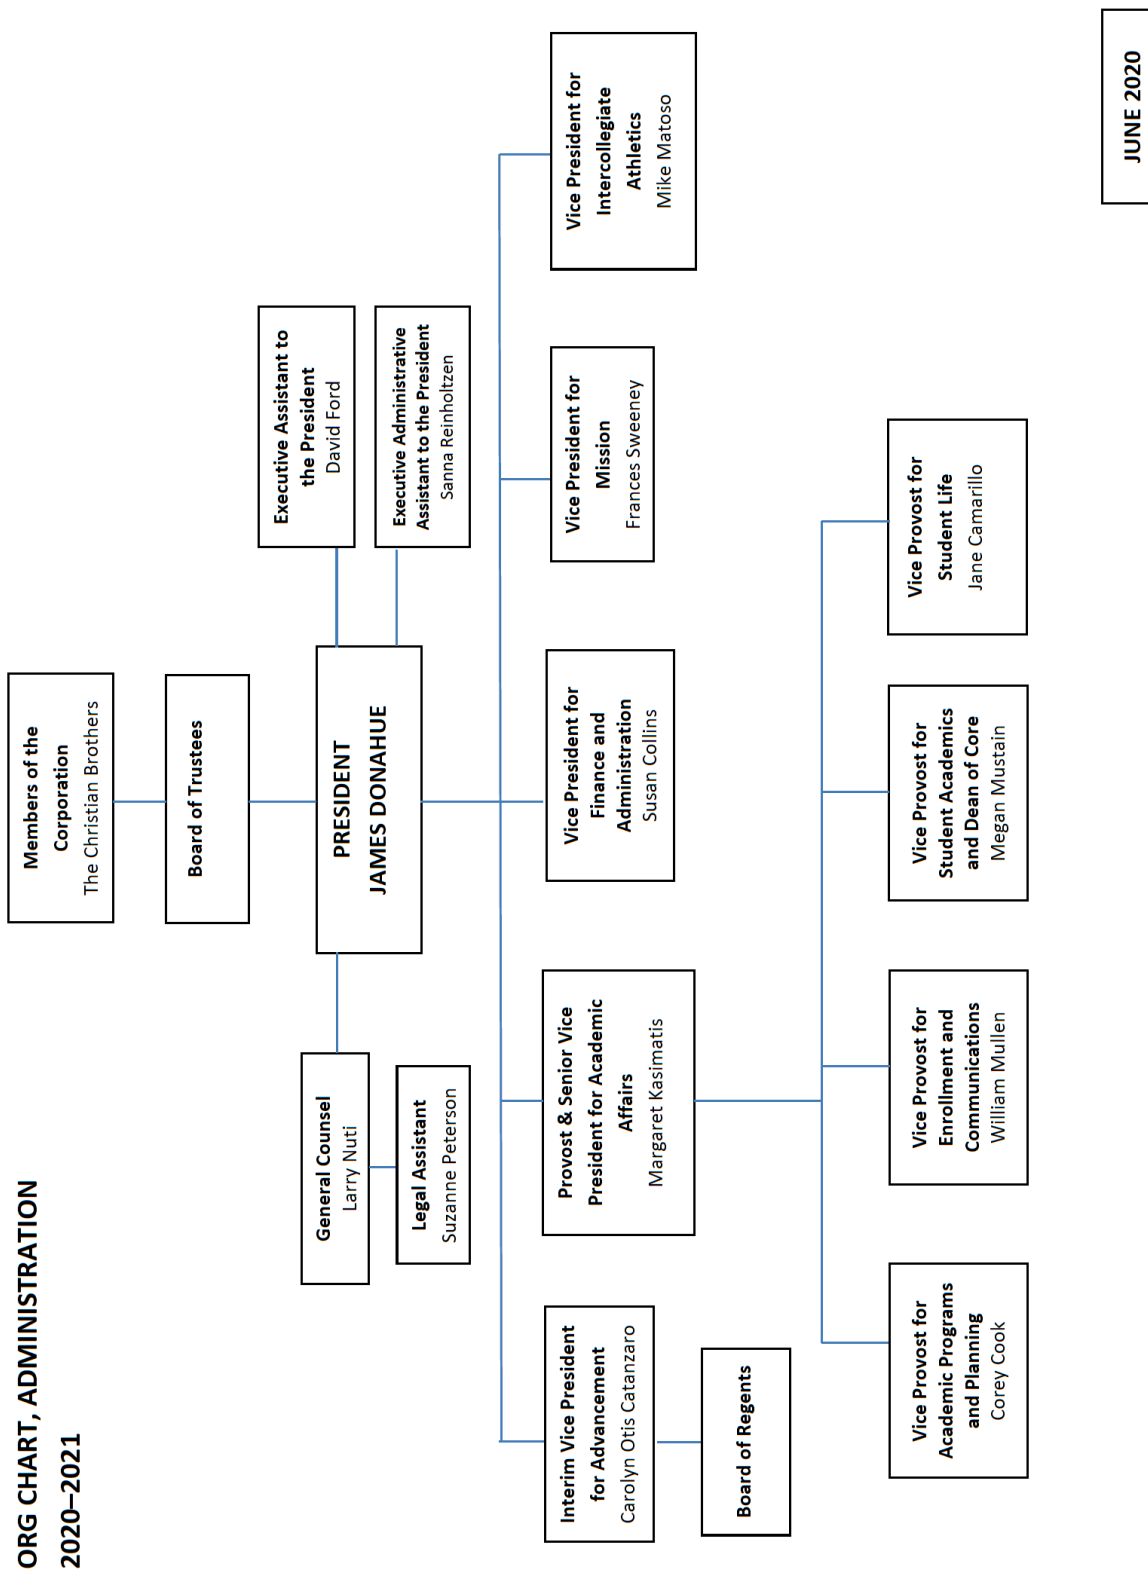 ORG CHART, ADMINISTRATION
2020–2021
Members of the
Corporation
The Christian Brothers
Board of Trustees
PRESIDENT
JAMES DONAHUE
General Counsel
Larry Nuti
Legal Assistant
Suzanne Peterson
Executive Assistant to
the President
David Ford
Executive Administrative
Assistant to the President
Sanna Reinholtzen
Interim Vice President
for Advancement
Carolyn Otis Catanzaro
Board of Regents
Provost & Senior Vice
President for Academic
Affairs
Margaret Kasimatis
Vice President for
Finance and
Administration
Susan Collins
Vice President for
Mission
Frances Sweeney
Vice President for
Intercollegiate
Athletics
Mike Matoso
Vice Provost for
Academic Programs
and Planning
Corey Cook
Vice Provost for
Enrollment and
Communications
William Mullen
Vice Provost for
Student Academics
and Dean of Core
Megan Mustain
Vice Provost for
Student Life
Jane Camarillo
JUNE 2020